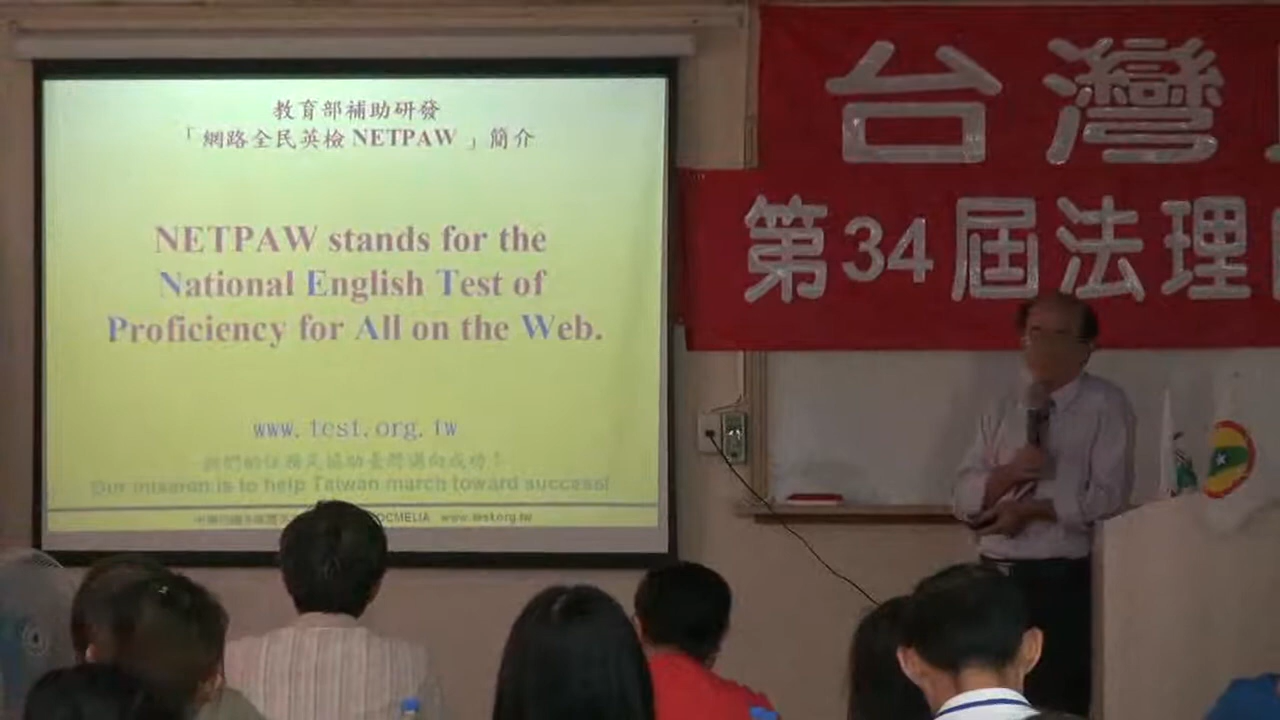 教育部補助研發
「網路全民英檢 NETPAW 」簡介
NETPAW stands for the
National English Test of
Proficiency for All on the Web.
www.test.org.tw
Our mission is to help Taiwan march toward success!
ROCMELIA www.test.org.tw
台灣
第34屆法理